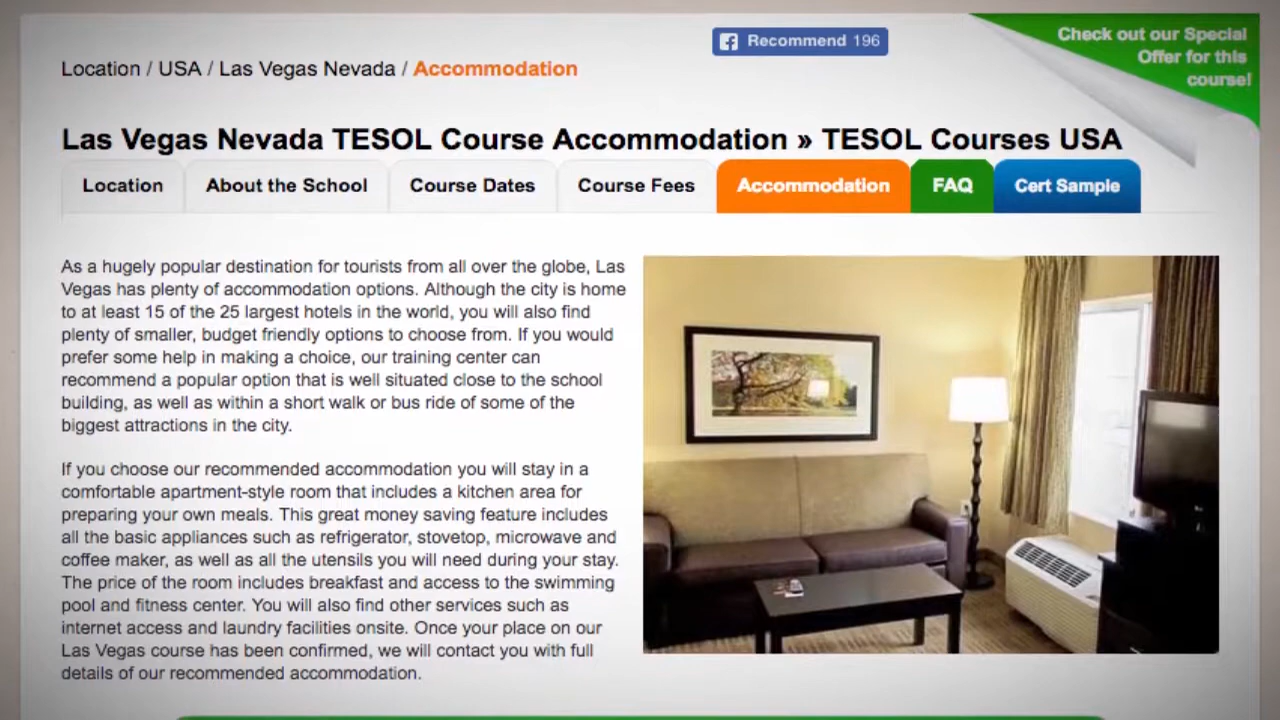 Recommend 196
Check out our Special
Offer for this
course!
Location / USA / Las Vegas Nevada / Accommodation
Las Vegas Nevada TESOL Course Accommodation » TESOL Courses USA
Location About the School Course Dates Course Fees Accommodation FAQ Cert Sample
As a hugely popular destination for tourists from all over the globe, Las
Vegas has plenty of accommodation options. Although the city is home
to at least 15 of the 25 largest hotels in the world, you will also find
plenty of smaller, budget friendly options to choose from. If you would
prefer some help in making a choice, our training center can
recommend a popular option that is well situated close to the school
building, as well as within a short walk or bus ride of some of the
biggest attractions in the city.
If you choose our recommended accommodation you will stay in a
comfortable apartment-style room that includes a kitchen area for
preparing your own meals. This great money saving feature includes
all the basic appliances such as refrigerator, stovetop, microwave and
coffee maker, as well as all the utensils you will need during your stay.
The price of the room includes breakfast and access to the swimming
pool and fitness center. You will also find other services such as
internet access and laundry facilities onsite. Once your place on our
Las Vegas course has been confirmed, we will contact you with full
details of our recommended accommodation.